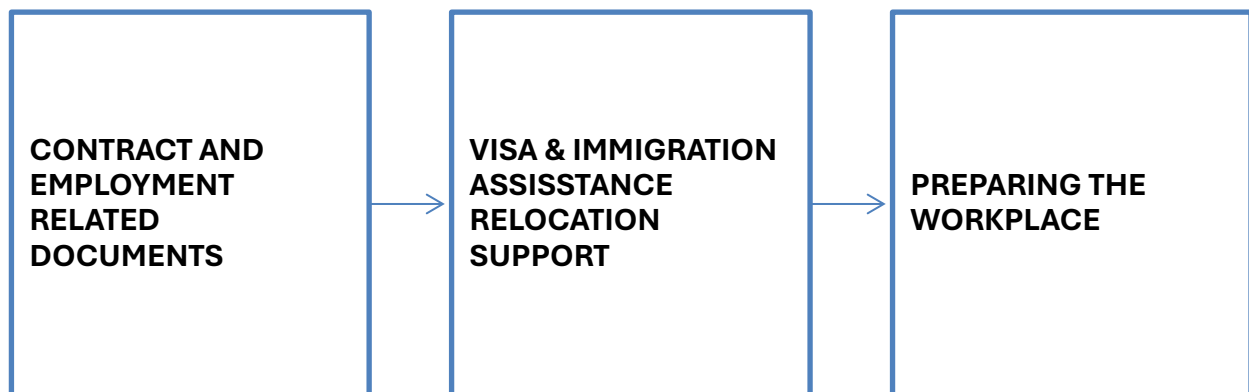 CONTRACT AND
EMPLOYMENT
RELATED
DOCUMENTS
VISA & IMMIGRATION
ASSISSTANCE
RELOCATION
SUPPORT
PREPARING THE
WORKPLACE